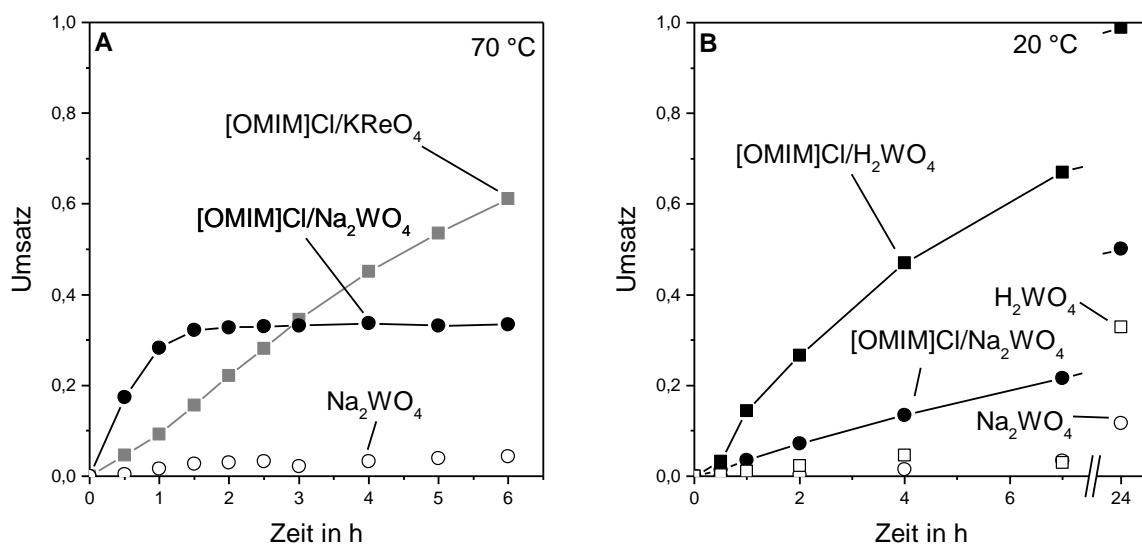 A
70 °C
[OMIM]Cl/KReO₄
[OMIM]Cl/Na₂WO₄
Na₂WO₄
Umsatz
1,0
0,8
0,6
0,4
0,2
0,0
0 1 2 3 4 5 6
Zeit in h
B
20 °C
[OMIM]Cl/H₂WO₄
H₂WO₄
[OMIM]Cl/Na₂WO₄
Na₂WO₄
Umsatz
1,0
0,8
0,6
0,4
0,2
0,0
0 2 4 6 24
Zeit in h